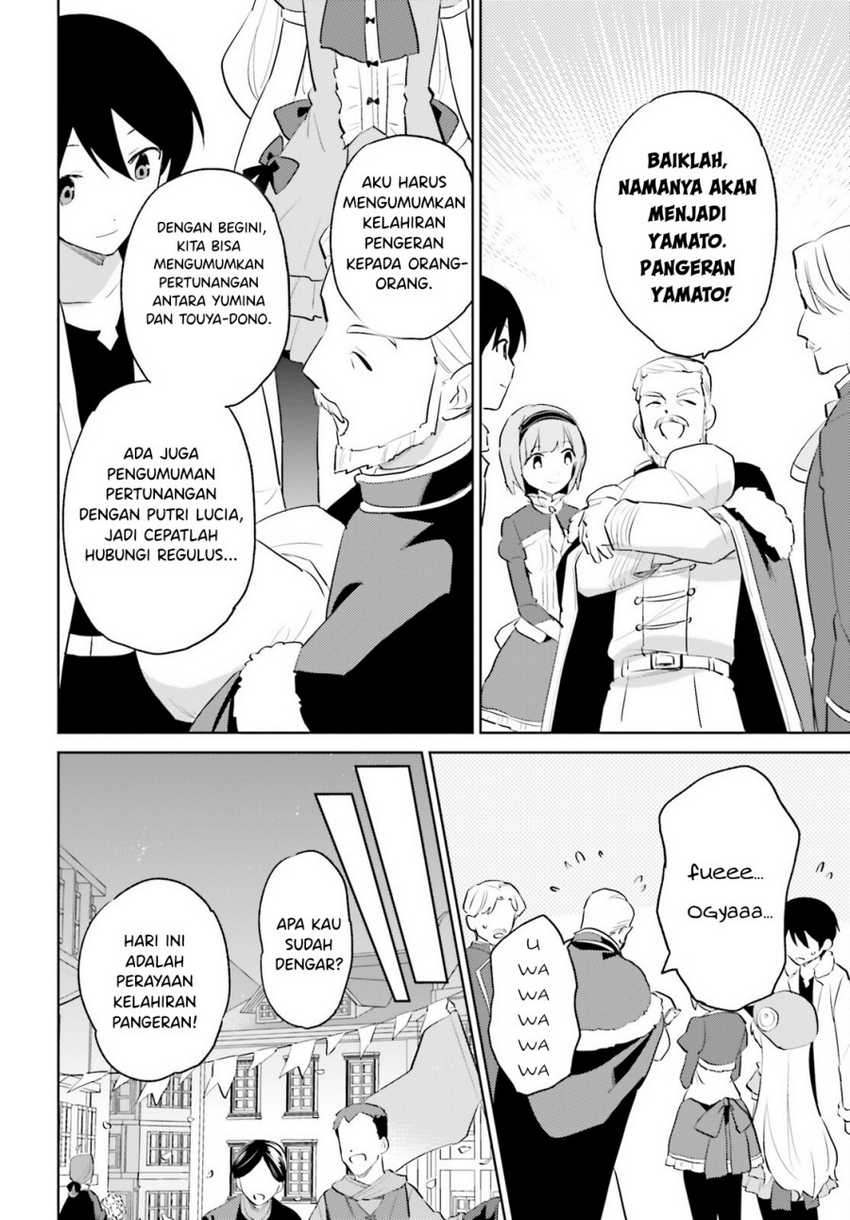 BAIKLAH,
NAMANYA AKAN
MENJADI
YAMATO.
PANGERAN
YAMATO!
AKU HARUS
MENGUMUMKAN
KELAHIRAN
PENGERAN
KEPADA ORANG-
ORANG.
DENGAN BEGINI,
KITA BISA
MENGUMUMKAN
PERTUNANGAN
ANTARA YUMINA
DAN TOUYA-DONO.
ADA JUGA
PENGUMUMAN
PERTUNANGAN
DENGAN PUTRI LUCIA,
JADI CEPATLAH
HUBUNGI REGULUS...
fueee...
OGyaaa...
U
WA
WA
WA
WA
WA
APA KAU
SUDAH
DENGAR?
HARI INI
ADALAH
PERAYAAN
KELAHIRAN
PANGERAN!